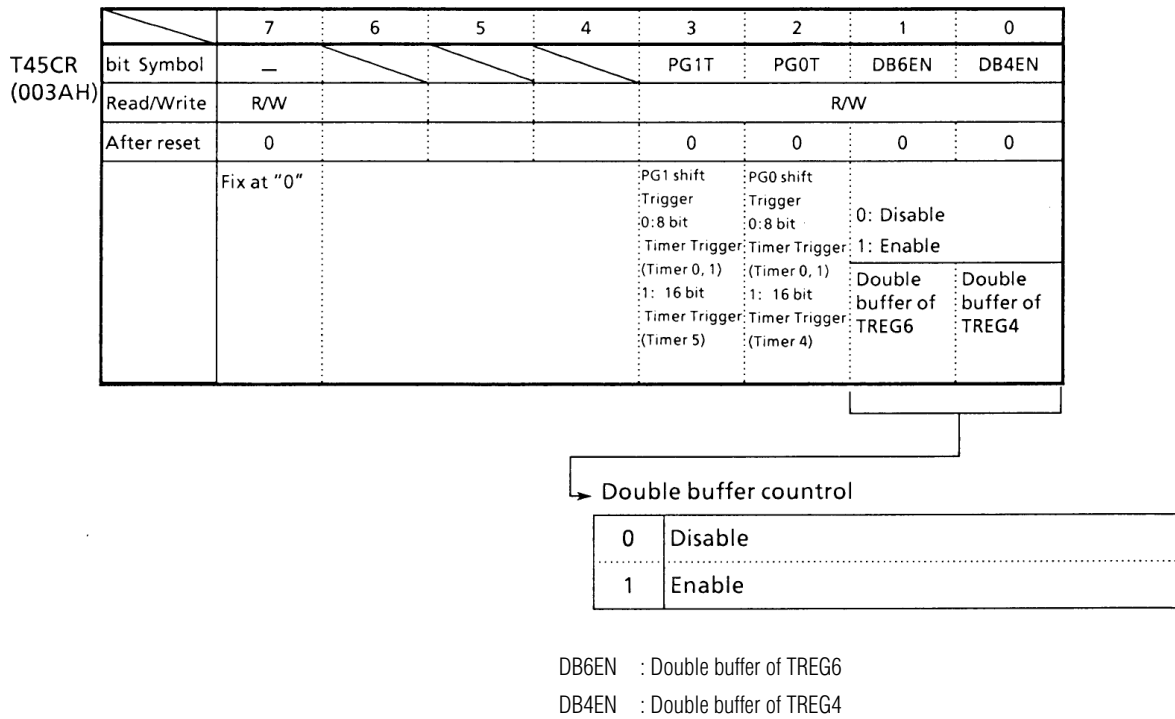 7 6 5 4 3 2 1 0
T45CR
(003AH)
bit Symbol — PG1T PG0T DB6EN DB4EN
Read/Write R/W R/W
After reset 0 0 0 0 0
Fix at "0"
PG1 shift
Trigger
0:8 bit
Timer Trigger
(Timer 0, 1)
1: 16 bit
Timer Trigger
(Timer 5)
PG0 shift
Trigger
0:8 bit
Timer Trigger
(Timer 0, 1)
1: 16 bit
Timer Trigger
(Timer 4)
0: Disable
1: Enable
Double
buffer of
TREG6
Double
buffer of
TREG4
Double buffer countrol
0 Disable
1 Enable
DB6EN : Double buffer of TREG6
DB4EN : Double buffer of TREG4